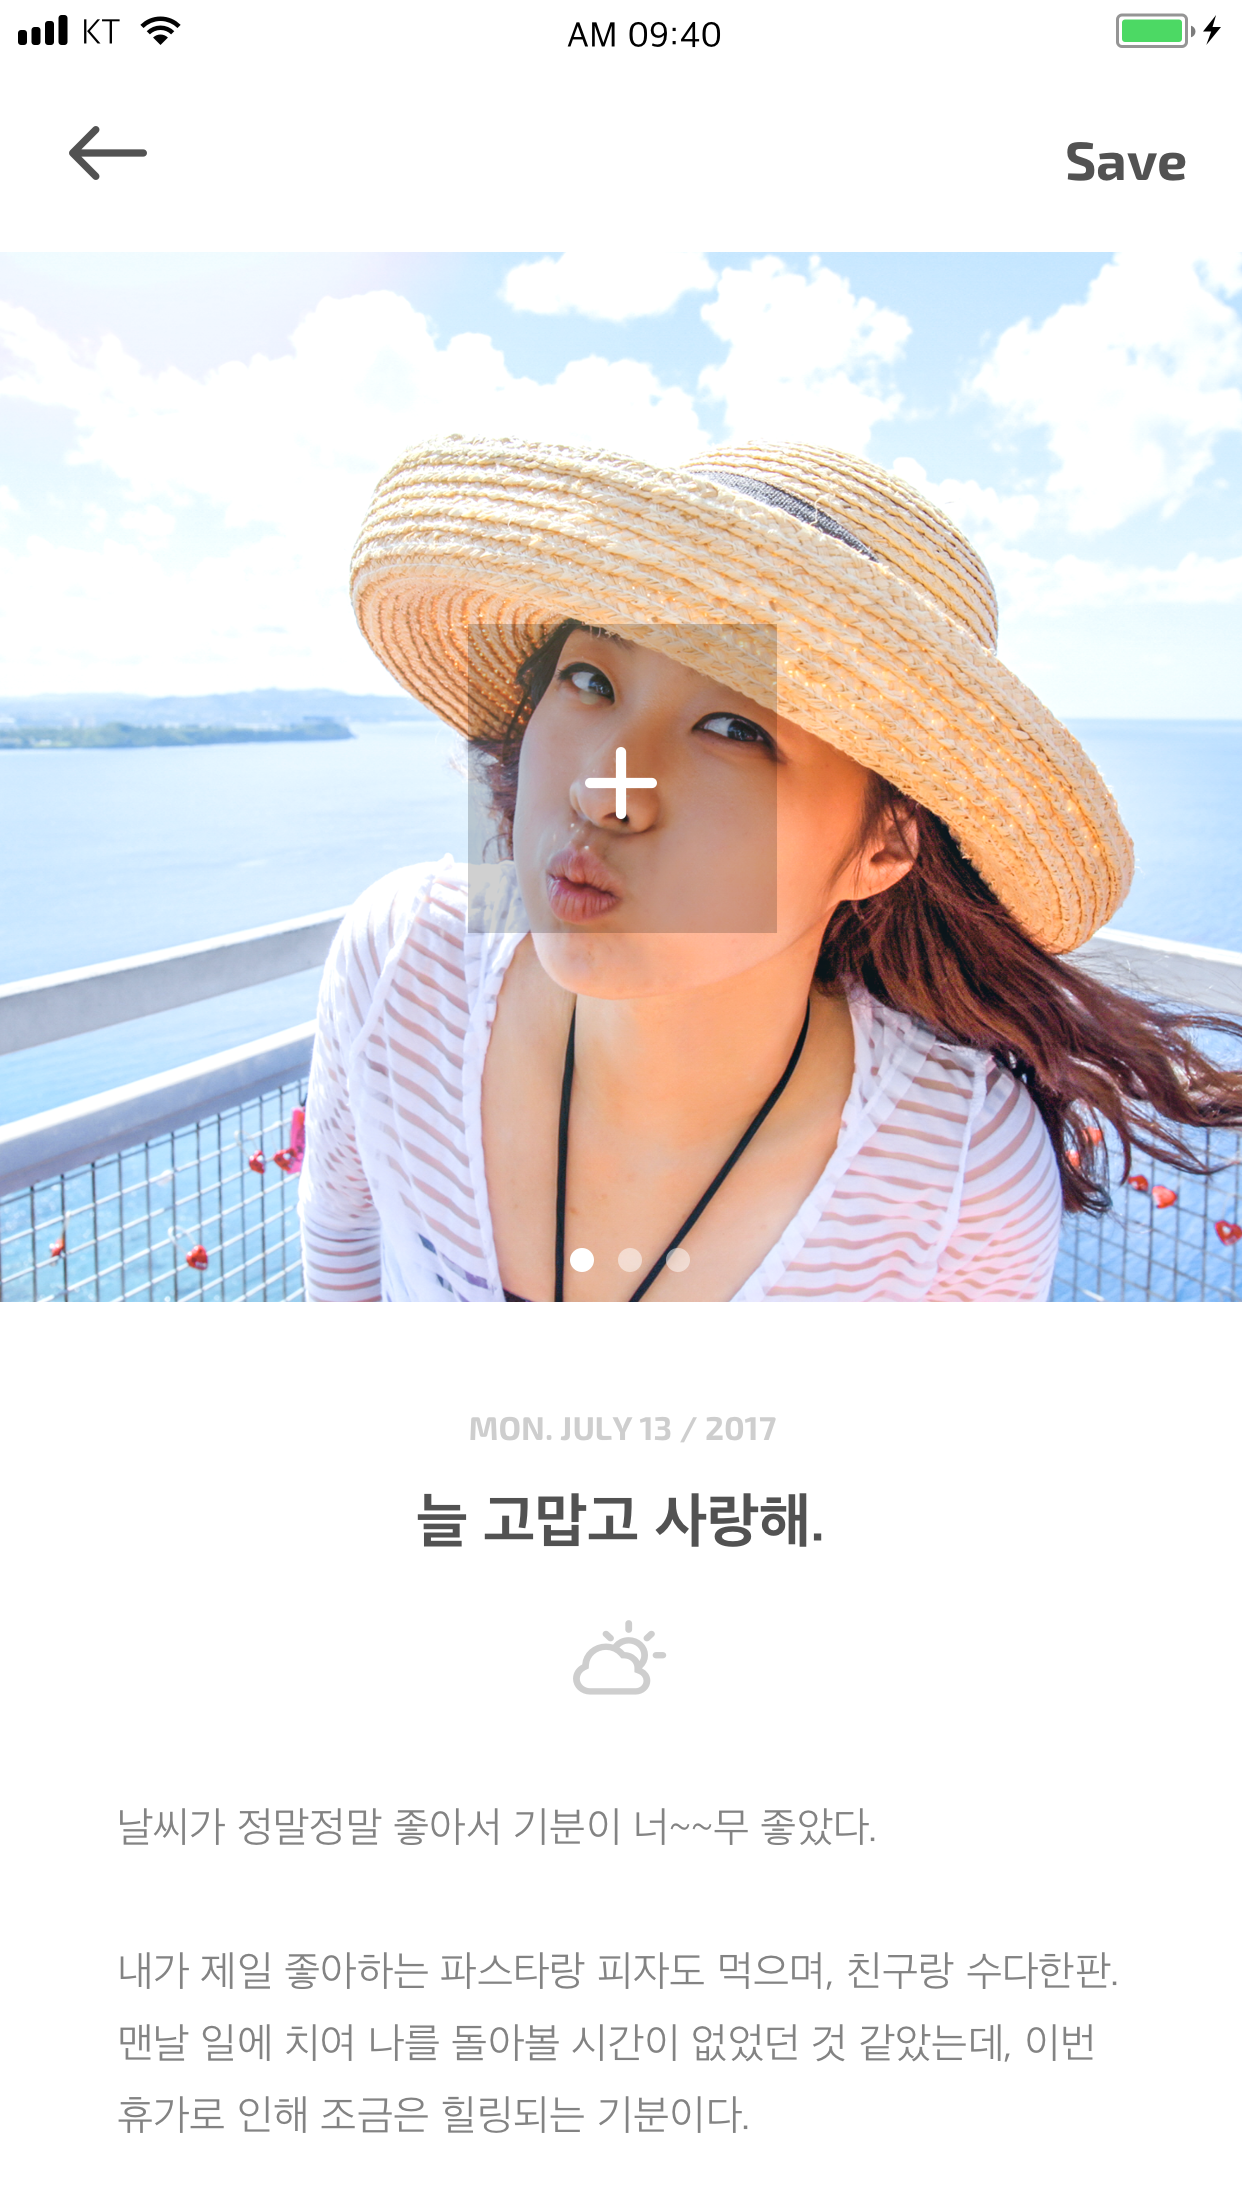 KT
AM 09:40
Save
MON. JULY 13 / 2017
늘 고맙고 사랑해.
날씨가 정말정말 좋아서 기분이 너~~무 좋았다.
내가 제일 좋아하는 파스타랑 피자도 먹으며, 친구랑 수다한판.
맨날 일에 치여 나를 돌아볼 시간이 없었던 것 같았는데, 이번
휴가로 인해 조금은 힐링되는 기분이다.